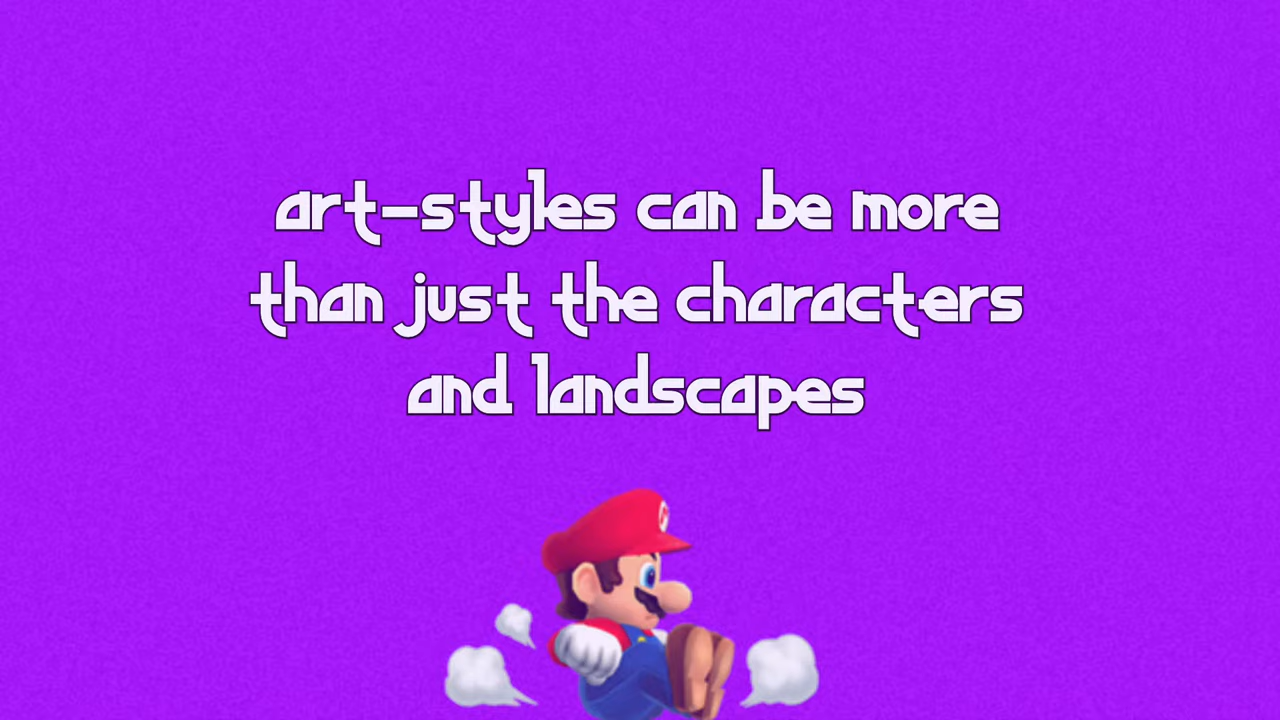 art-styles can be more
than just the characters
and landscapes